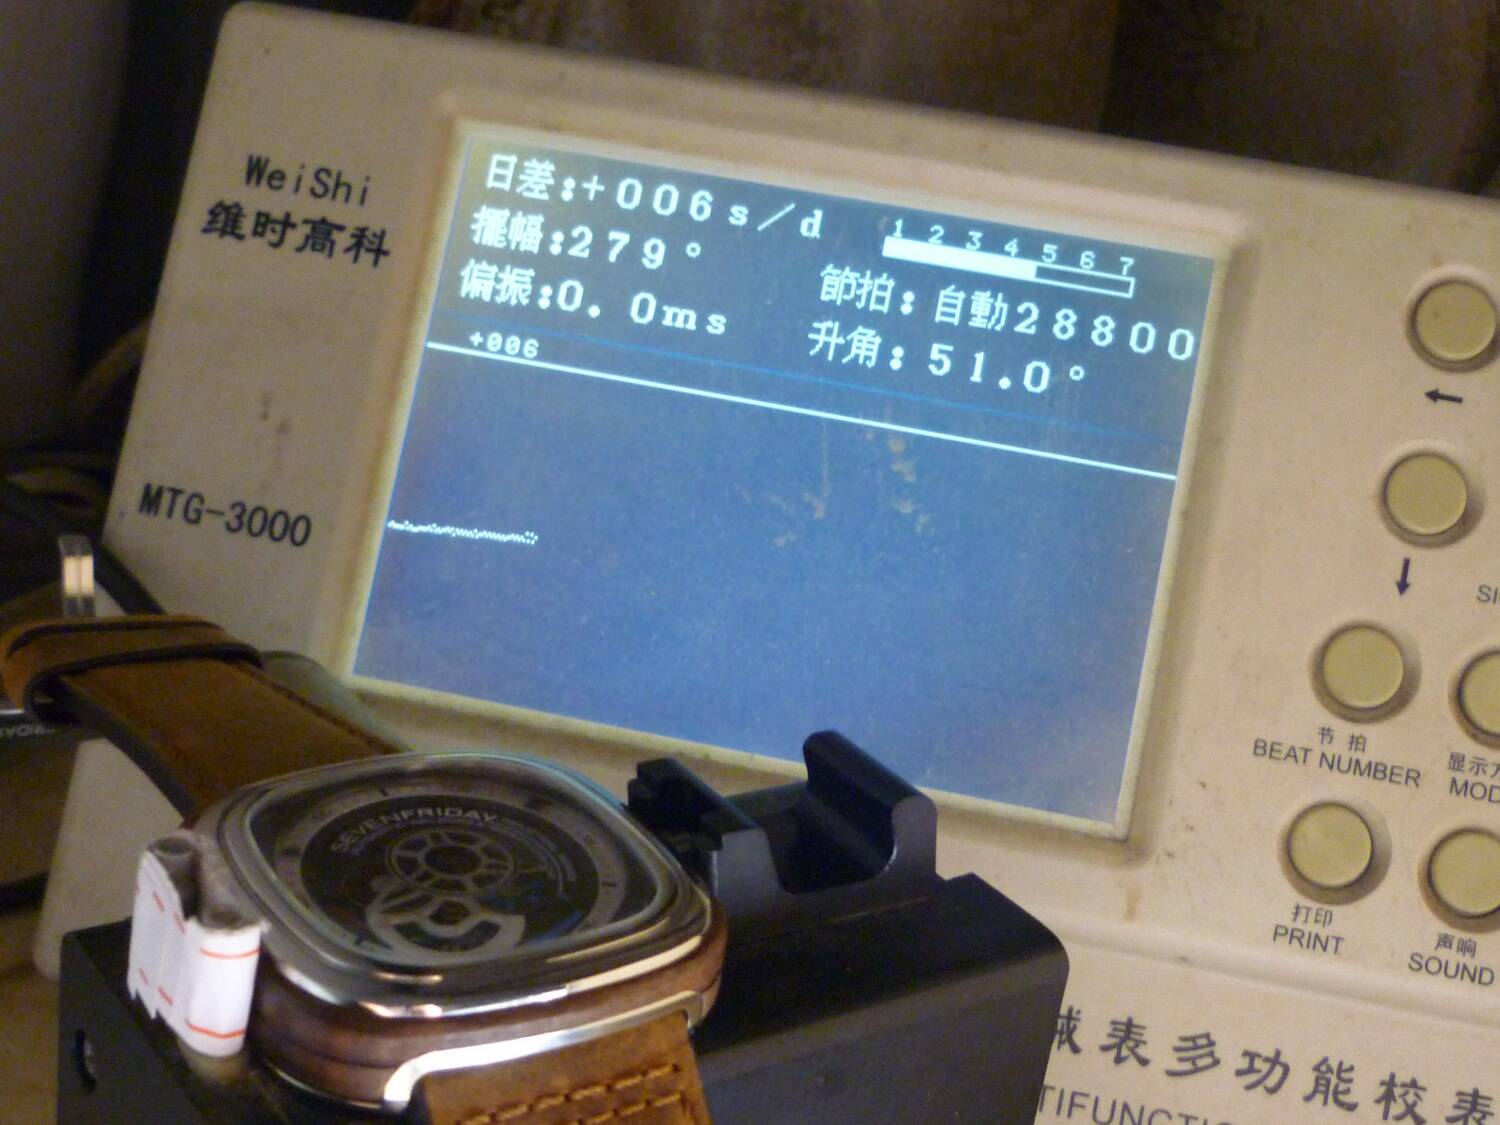 WeiShi
维时高科
MTG-3000
日差:+006s/d
擺幅:279°
偏振:0.0ms
1 2 3 4 5 6 7
節拍:自動28800
升角:51.0°
+006
节拍
BEAT NUMBER
显示方
MOD
打印
PRINT
声响
SOUND
SI
表多功能校表
TIFUNCTI
SEVENFRIDAY